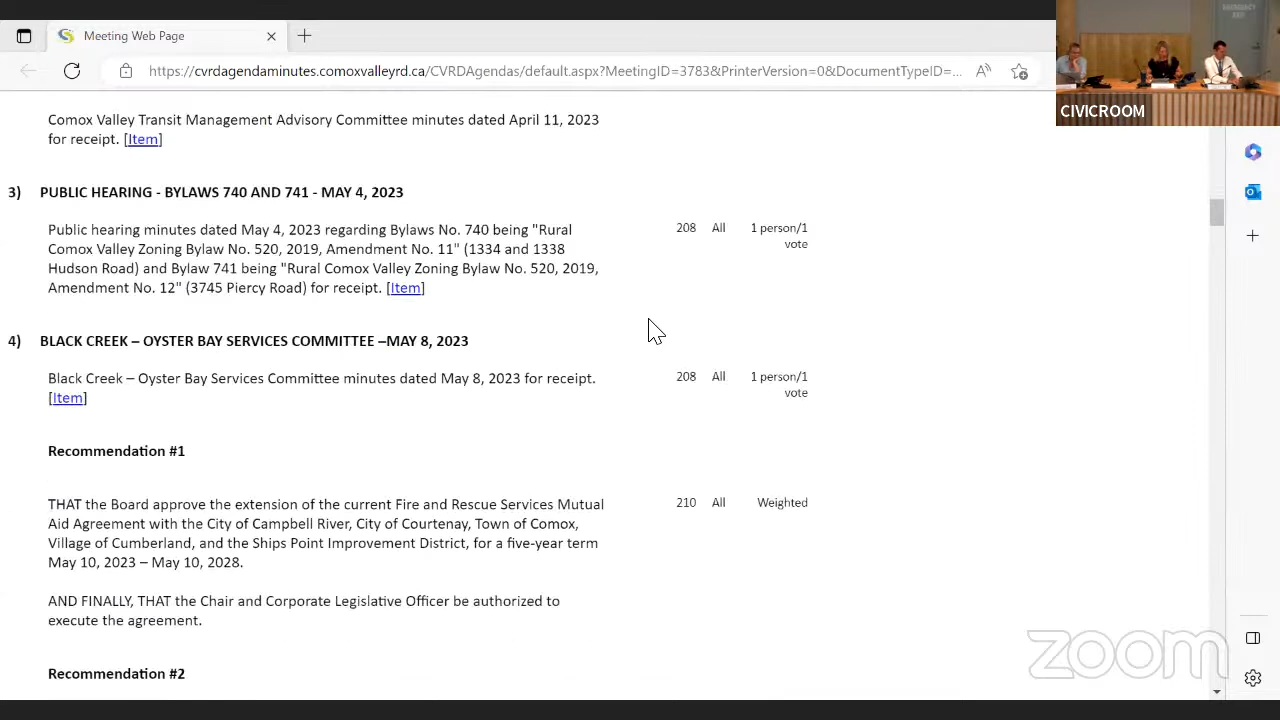 Meeting Web Page
https://cvrdagendaminutes.comoxvalleyrd.ca/CVRDAgendas/default.aspx?MeetingID=3783&PrinterVersion=0&DocumentTypeID=...
CIVICROOM
Comox Valley Transit Management Advisory Committee minutes dated April 11, 2023
for receipt. [Item]
3) PUBLIC HEARING - BYLAWS 740 AND 741 - MAY 4, 2023
Public hearing minutes dated May 4, 2023 regarding Bylaws No. 740 being "Rural 208 All 1 person/1
Comox Valley Zoning Bylaw No. 520, 2019, Amendment No. 11" (1334 and 1338 vote
Hudson Road) and Bylaw 741 being "Rural Comox Valley Zoning Bylaw No. 520, 2019,
Amendment No. 12" (3745 Piercy Road) for receipt. [Item]
4) BLACK CREEK – OYSTER BAY SERVICES COMMITTEE –MAY 8, 2023
Black Creek – Oyster Bay Services Committee minutes dated May 8, 2023 for receipt. 208 All 1 person/1
[Item] vote
Recommendation #1
THAT the Board approve the extension of the current Fire and Rescue Services Mutual 210 All Weighted
Aid Agreement with the City of Campbell River, City of Courtenay, Town of Comox,
Village of Cumberland, and the Ships Point Improvement District, for a five-year term
May 10, 2023 – May 10, 2028.
AND FINALLY, THAT the Chair and Corporate Legislative Officer be authorized to
execute the agreement.
Recommendation #2
zoom